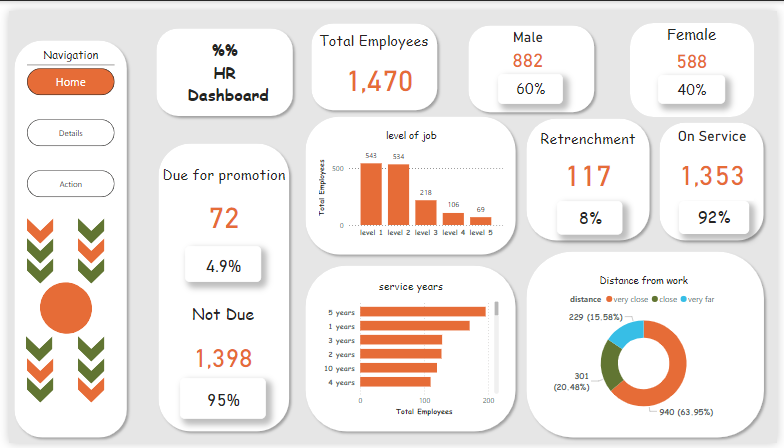 Navigation
Home
Details
Action
%%
HR
Dashboard
Total Employees
1,470
Male
882
60%
Female
588
40%
Due for promotion
72
4.9%
Not Due
1,398
95%
level of job
Total Employees
500
0
543
534
218
106
69
level 1 level 2 level 3 level 4 level 5
Retrenchment
117
8%
On Service
1,353
92%
service years
5 years
1 years
3 years
2 years
10 years
4 years
0 100 200
Total Employees
Distance from work
distance very close close very far
229 (15.58%)
301
(20.48%)
940 (63.95%)